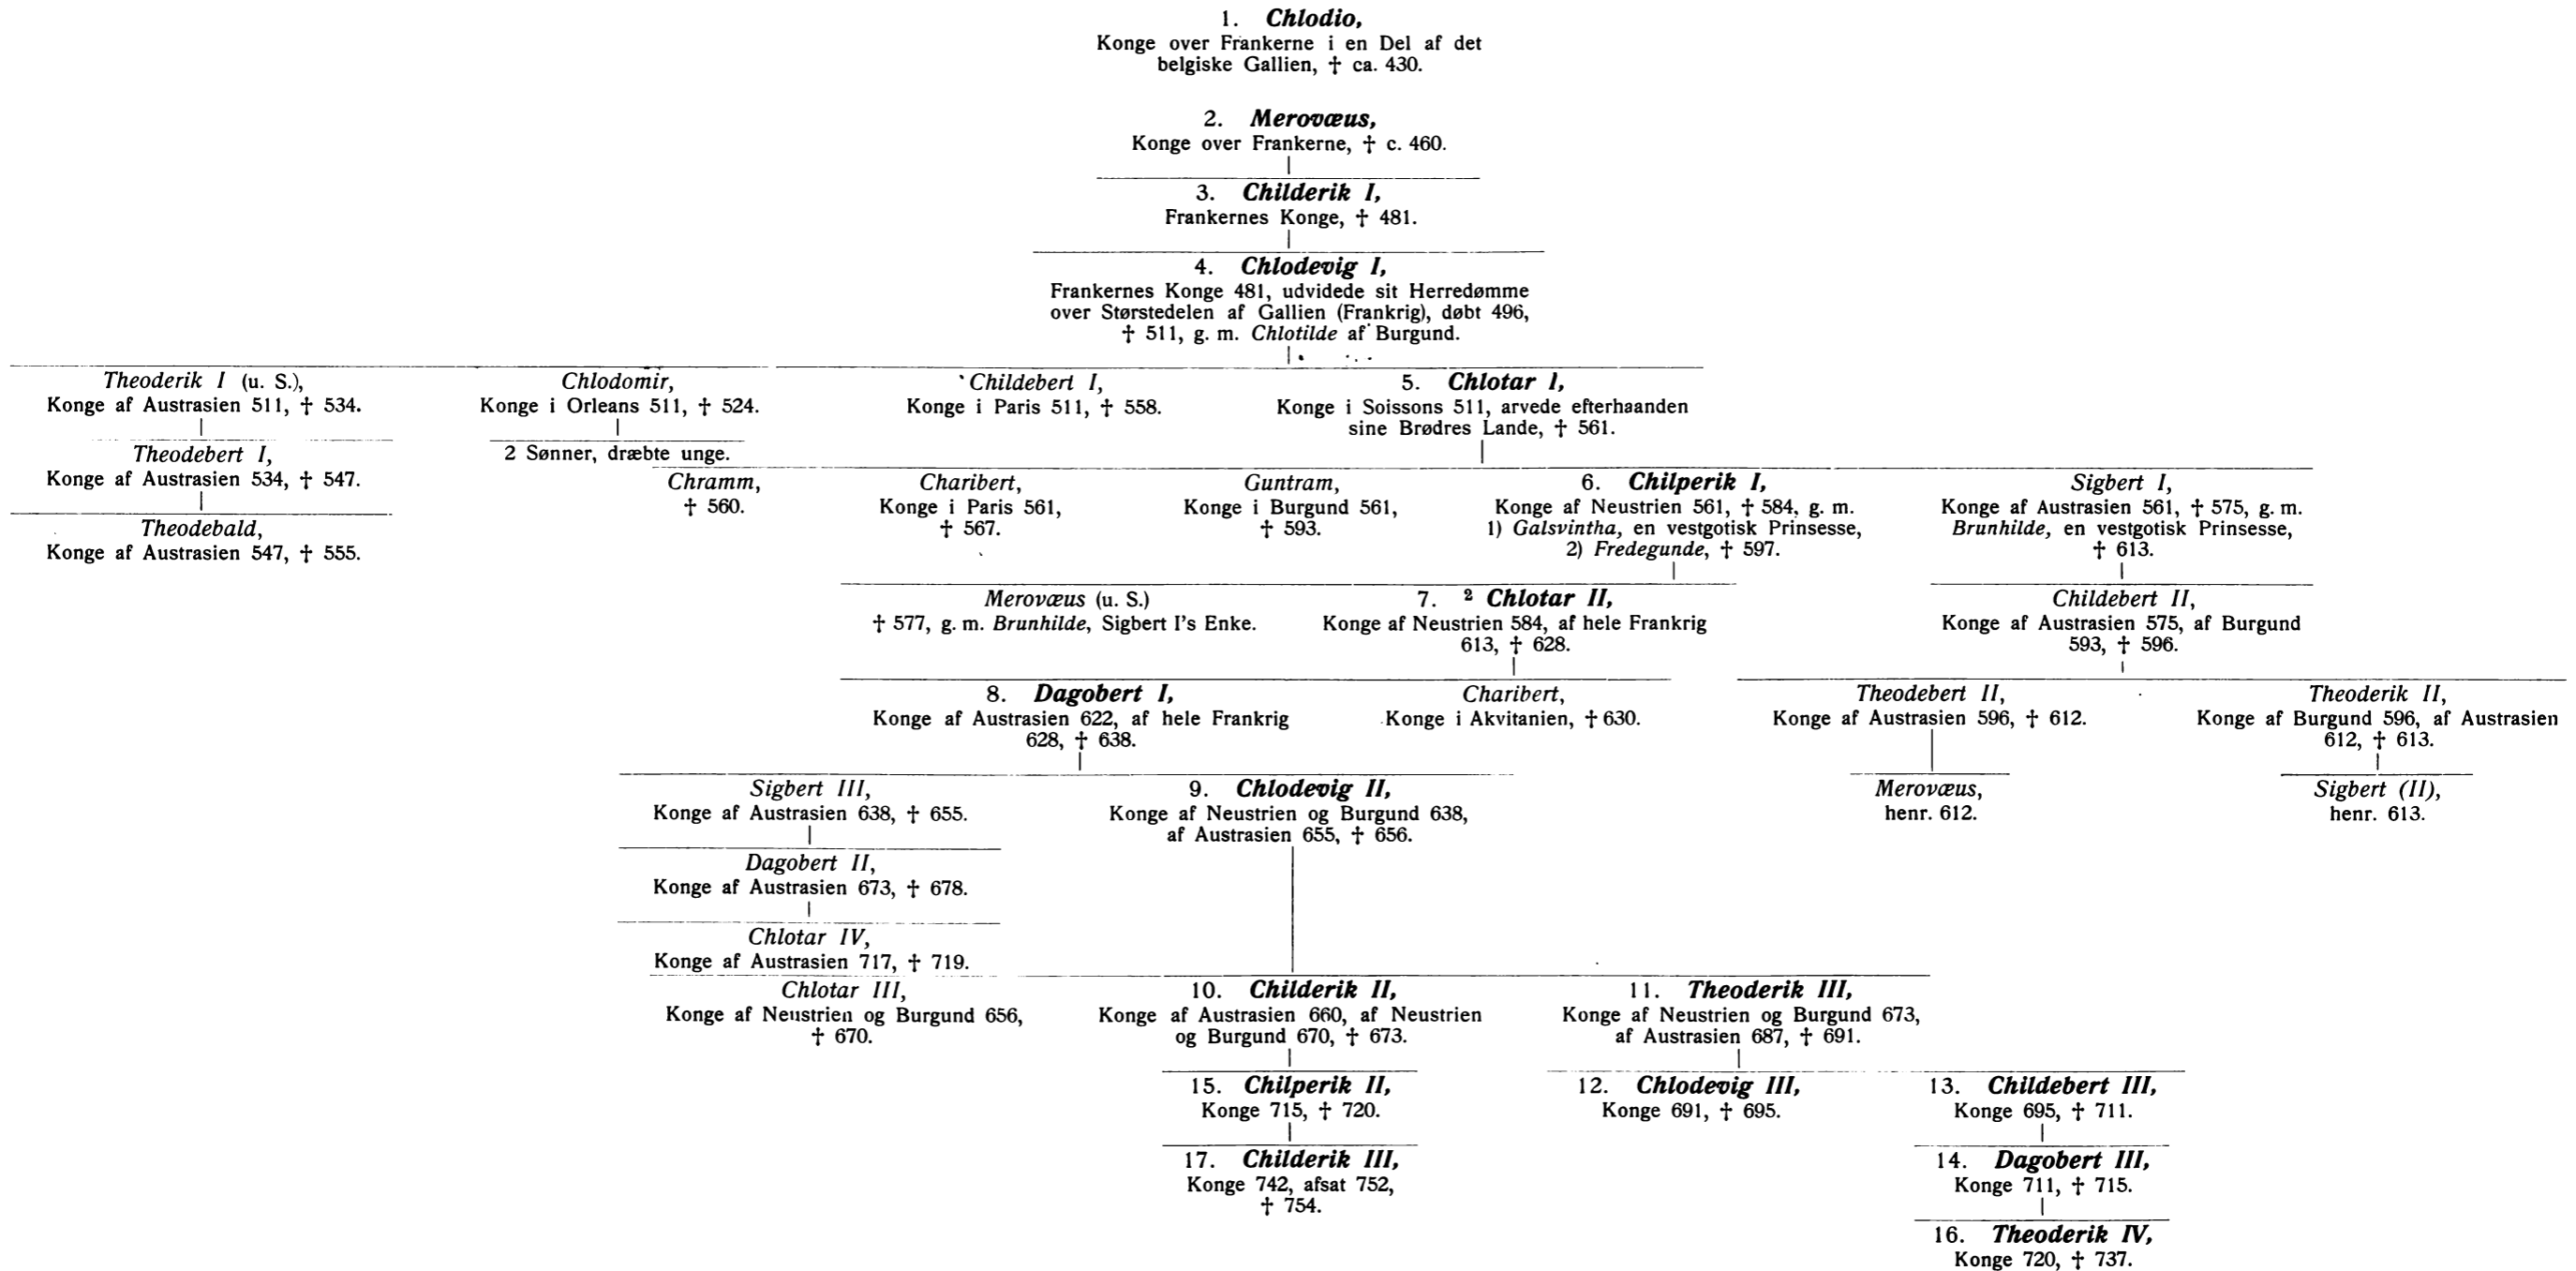 1. Chlodio,
Konge over Frankerne i en Del af det
belgiske Gallien, † ca. 430.
2. Merovæus,
Konge over Frankerne, † c. 460.
3. Childerik I,
Frankernes Konge, † 481.
4. Chlodevig I,
Frankernes Konge 481, udvidede sit Herredømme
over Størstedelen af Gallien (Frankrig), døbt 496,
† 511, g. m. Chlotilde af Burgund.
Theoderik I (u. S.),
Konge af Austrasien 511, † 534.
Chlodomir,
Konge i Orleans 511, † 524.
Childebert I,
Konge i Paris 511, † 558.
5. Chlotar I,
Konge i Soissons 511, arvede efterhaanden
sine Brødres Lande, † 561.
Theodebert I,
Konge af Austrasien 534, † 547.
2 Sønner, dræbte unge.
Theodebald,
Konge af Austrasien 547, † 555.
Chramm,
† 560.
Charibert,
Konge i Paris 561,
† 567.
Guntram,
Konge i Burgund 561,
† 593.
6. Chilperik I,
Konge af Neustrien 561, † 584, g. m.
1) Galsvintha, en vestgotisk Prinsesse,
2) Fredegunde, † 597.
Sigbert I,
Konge af Austrasien 561, † 575, g. m.
Brunhilde, en vestgotisk Prinsesse,
† 613.
Merovæus (u. S.)
† 577, g. m. Brunhilde, Sigbert I's Enke.
7. ² Chlotar II,
Konge af Neustrien 584, af hele Frankrig
613, † 628.
Childebert II,
Konge af Austrasien 575, af Burgund
593, † 596.
8. Dagobert I,
Konge af Austrasien 622, af hele Frankrig
628, † 638.
Charibert,
Konge i Akvitanien, † 630.
Theodebert II,
Konge af Austrasien 596, † 612.
Theoderik II,
Konge af Burgund 596, af Austrasien
612, † 613.
Sigbert III,
Konge af Austrasien 638, † 655.
9. Chlodevig II,
Konge af Neustrien og Burgund 638,
af Austrasien 655, † 656.
Merovæus,
henr. 612.
Sigbert (II),
henr. 613.
Dagobert II,
Konge af Austrasien 673, † 678.
Chlotar IV,
Konge af Austrasien 717, † 719.
Chlotar III,
Konge af Neustrien og Burgund 656,
† 670.
10. Childerik II,
Konge af Austrasien 660, af Neustrien
og Burgund 670, † 673.
11. Theoderik III,
Konge af Neustrien og Burgund 673,
af Austrasien 687, † 691.
15. Chilperik II,
Konge 715, † 720.
12. Chlodevig III,
Konge 691, † 695.
13. Childebert III,
Konge 695, † 711.
17. Childerik III,
Konge 742, afsat 752,
† 754.
14. Dagobert III,
Konge 711, † 715.
16. Theoderik IV,
Konge 720, † 737.